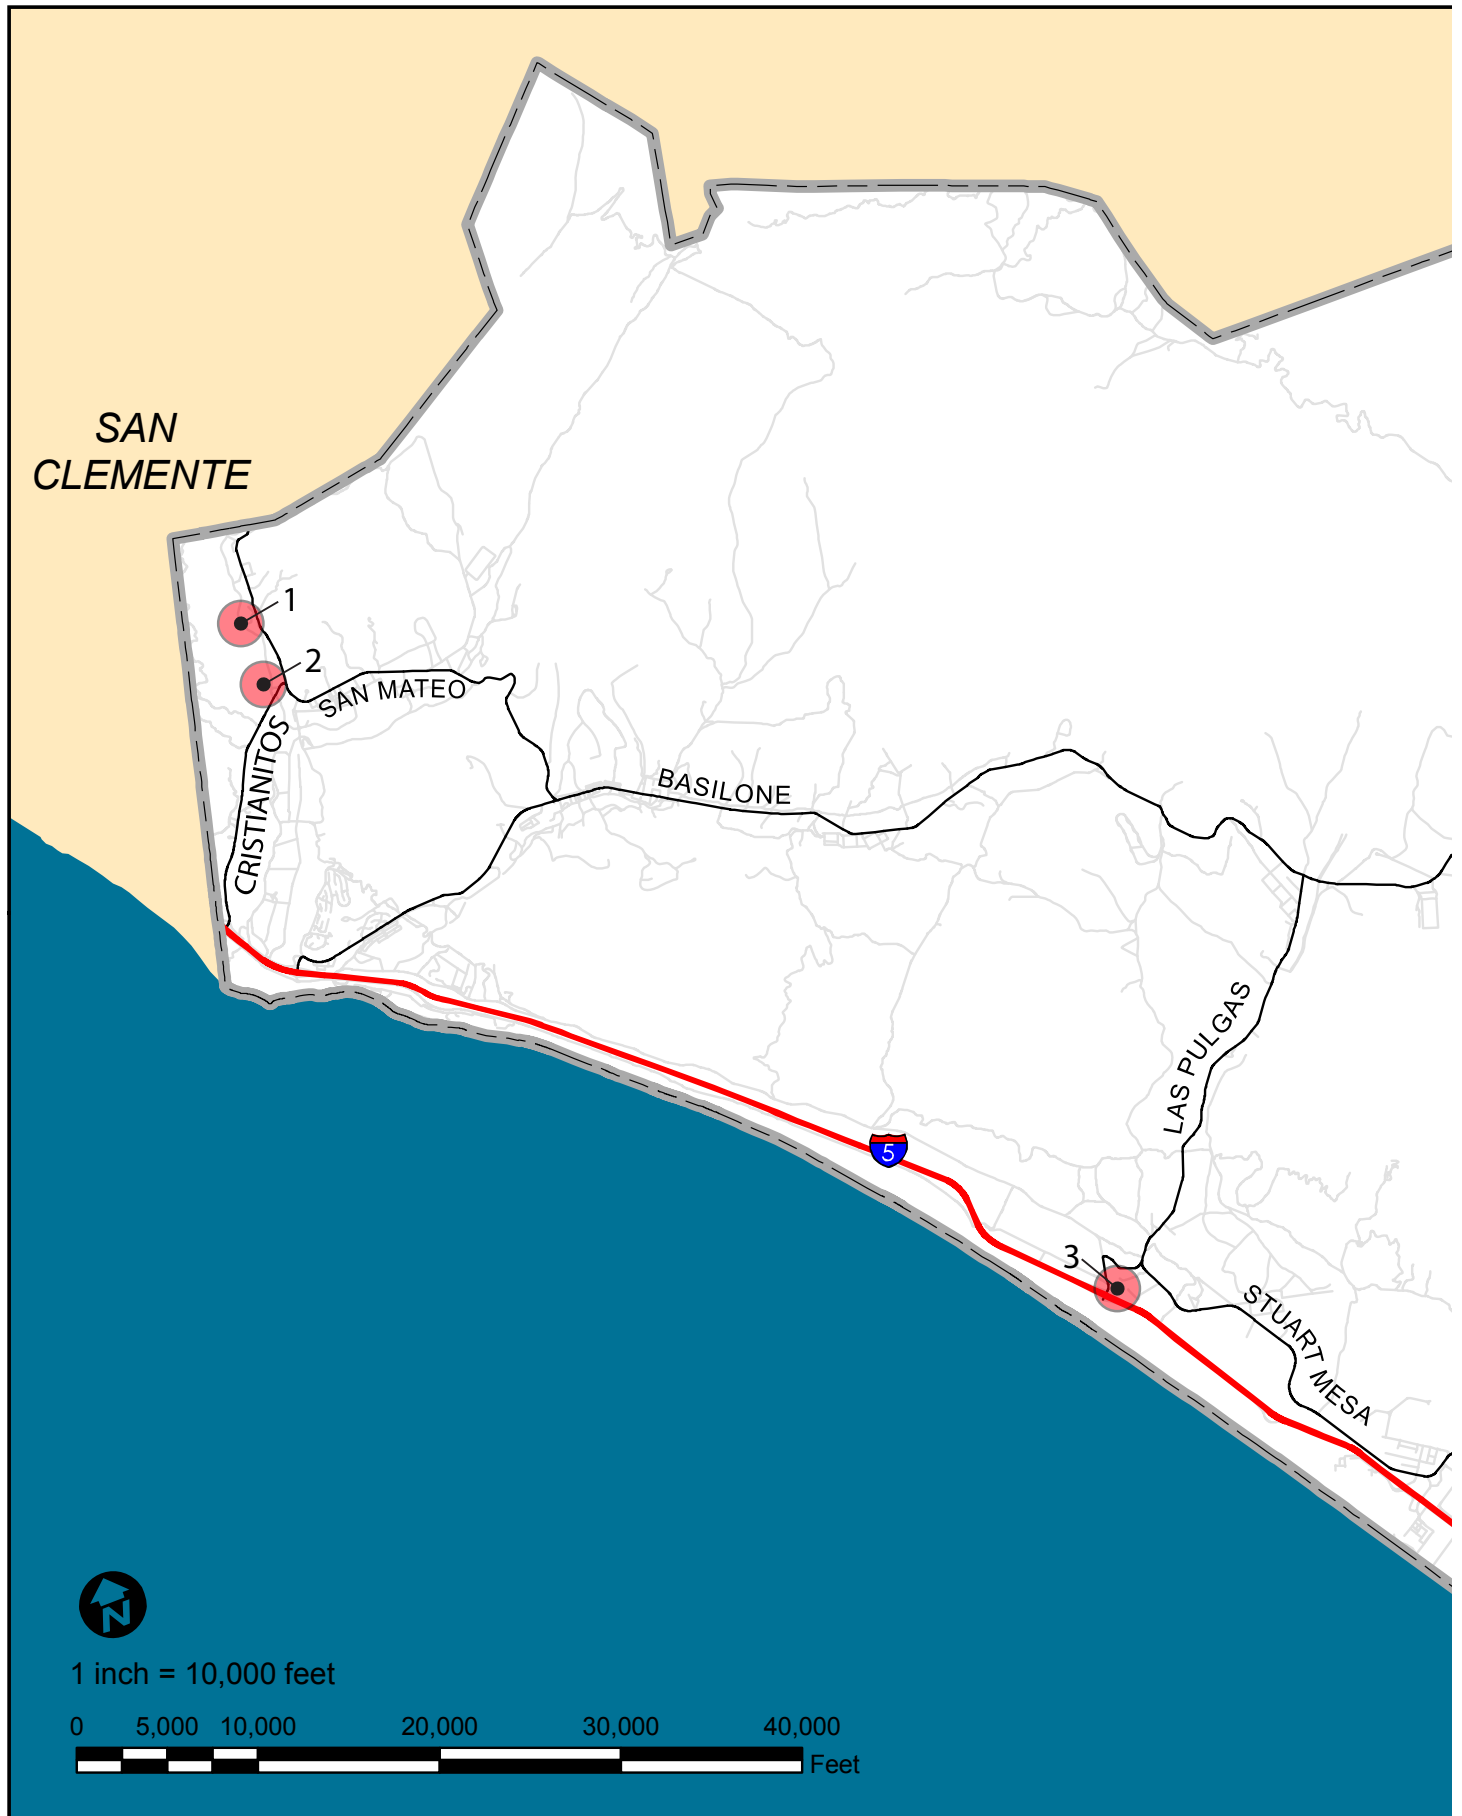 SAN
CLEMENTE
1
2
SAN MATEO
CRISTIANITOS
BASILONE
LAS PULGAS
5
3
STUART MESA
N
1 inch = 10,000 feet
0 5,000 10,000 20,000 30,000 40,000
Feet